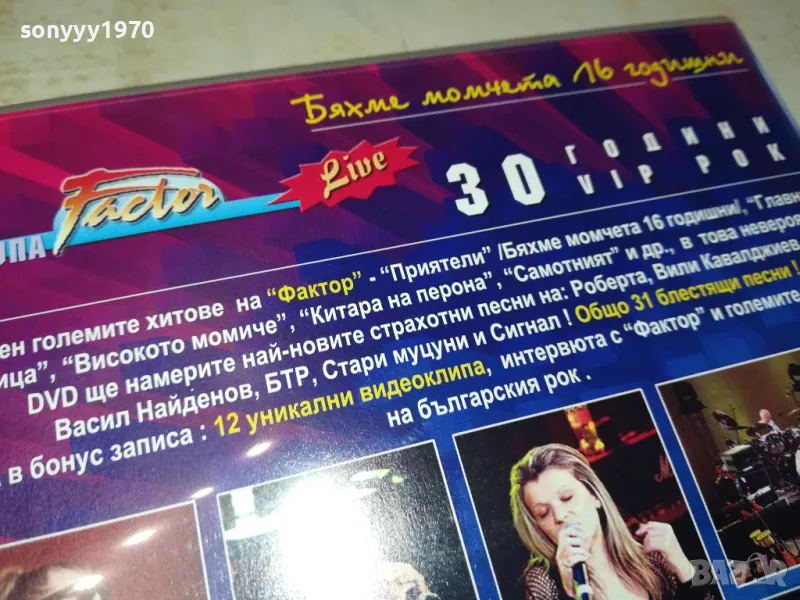 sonyyy1970
Бяхме момчета 16 годишни
Factor
Live
30
ГОДИНИ
VIP РОК
ен големите хитове на “Фактор” - “Приятели” /Бяхме момчета 16 годишни/, “Главн
ица”, “Високото момиче”, “Китара на перона”, “Самотният” и др., в това неверо
DVD ще намерите най-новите страхотни песни на: Роберта, Вили Кавалджиев,
Васил Найденов, БТР, Стари муцуни и Сигнал ! Общо 31 блестящи песни !
в бонус записа : 12 уникални видеоклипа, интервюта с “Фактор” и големите
на българския рок .
BAZAR